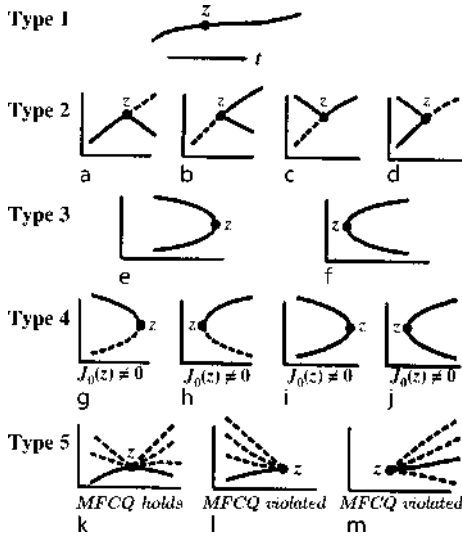 Type 1
z
t
Type 2
z z z z
a b c d
Type 3
z z
e f
Type 4
z z z z
J₀(z) ≠ 0 J₀(z) ≠ 0 J₀(z) ≠ 0 J₀(z) ≠ 0
g h i j
Type 5
z z z
MFCQ holds MFCQ violated MFCQ violated
k l m